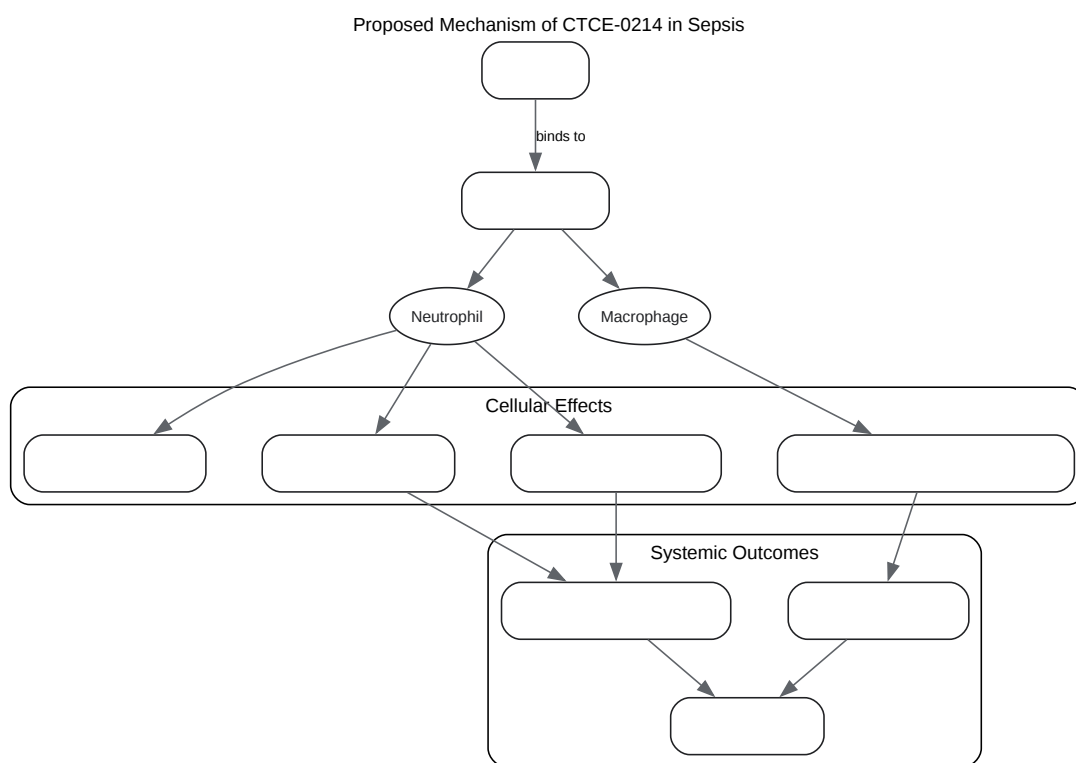 Proposed Mechanism of CTCE-0214 in Sepsis
binds to
Neutrophil
Macrophage
Cellular Effects
Systemic Outcomes